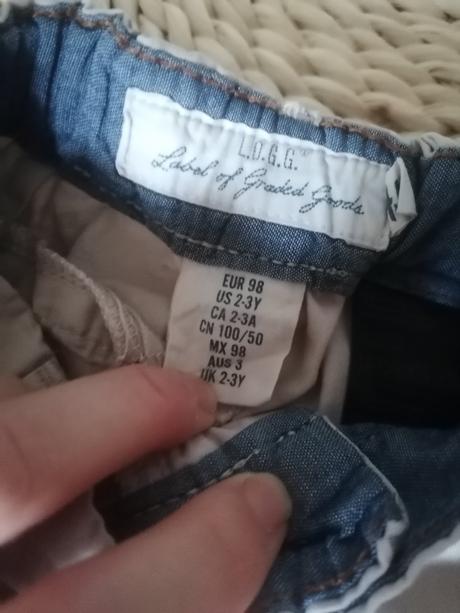 L.O.G.G.
Label of Graded Goods
EUR 98
US 2-3Y
CA 2-3A
CN 100/50
MX 98
AUS 3
UK 2-3Y